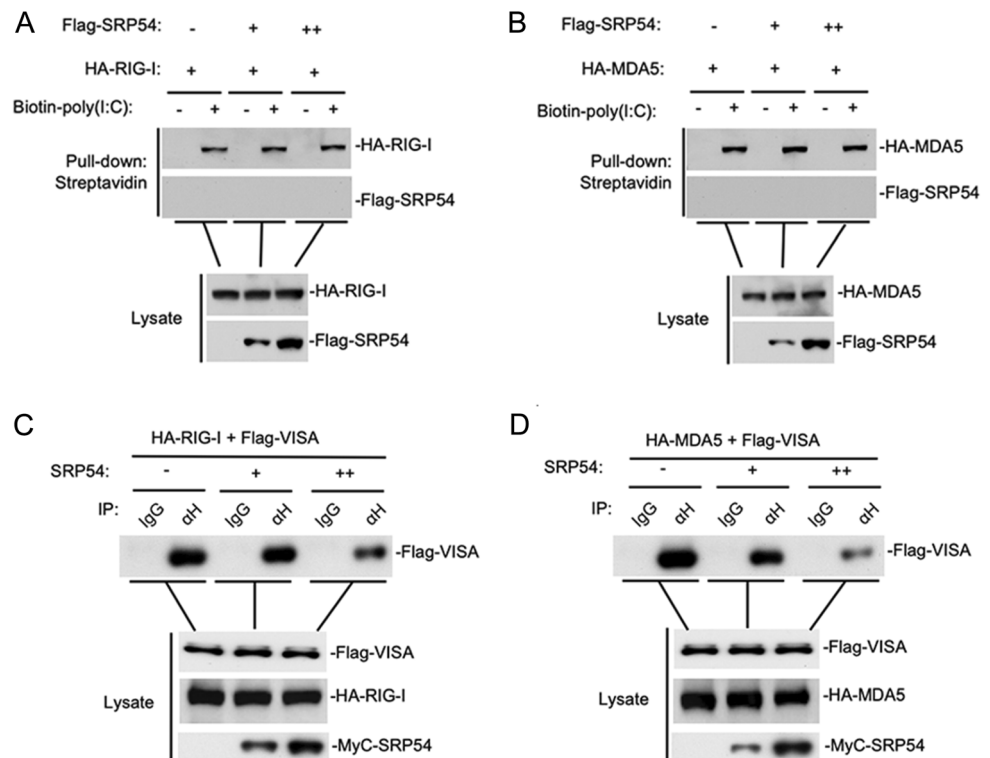 A
Flag-SRP54: - + ++
HA-RIG-I: + + +
Biotin-poly(I:C): - + - + - +
Pull-down:
Streptavidin
-HA-RIG-I
-Flag-SRP54
Lysate
-HA-RIG-I
-Flag-SRP54
B
Flag-SRP54: - + ++
HA-MDA5: + + +
Biotin-poly(I:C): - + - + - +
Pull-down:
Streptavidin
-HA-MDA5
-Flag-SRP54
Lysate
-HA-MDA5
-Flag-SRP54
C
HA-RIG-I + Flag-VISA
SRP54: - + ++
IP: IgG αH IgG αH IgG αH
-Flag-VISA
Lysate
-Flag-VISA
-HA-RIG-I
-MyC-SRP54
D
HA-MDA5 + Flag-VISA
SRP54: - + ++
IP: IgG αH IgG αH IgG αH
-Flag-VISA
Lysate
-Flag-VISA
-HA-MDA5
-MyC-SRP54